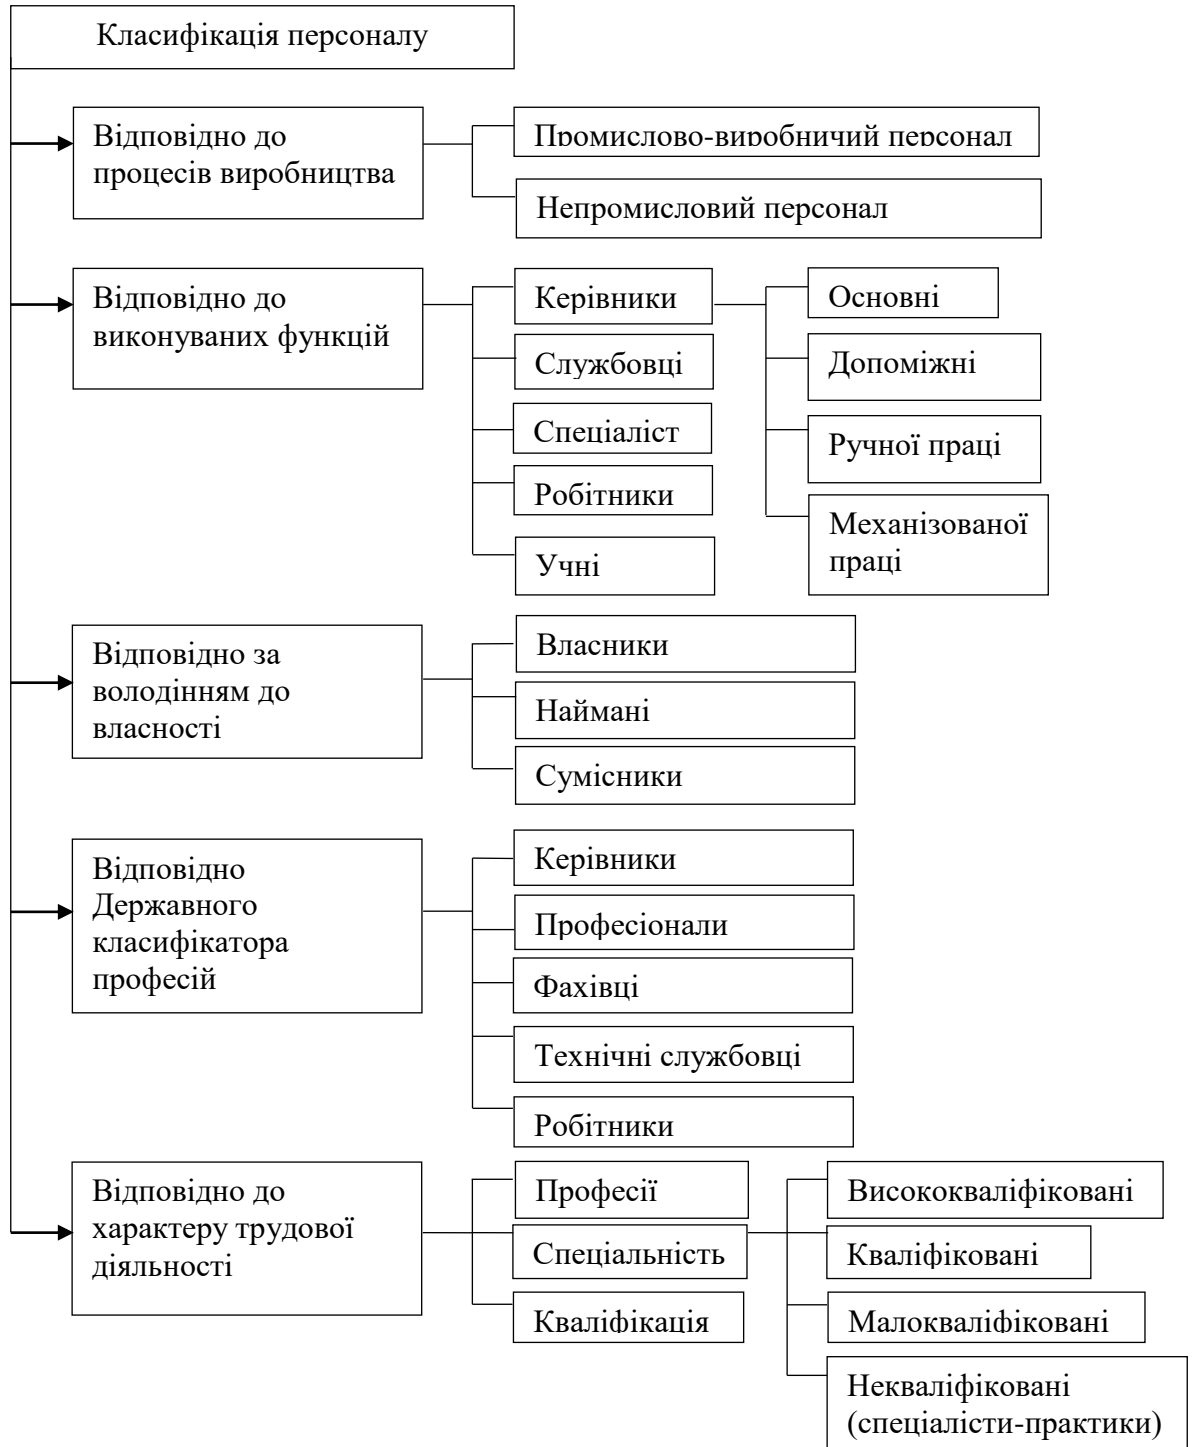 Класифікація персоналу
Відповідно до
процесів виробництва
Промислово-виробничий персонал
Непромисловий персонал
Відповідно до
виконуваних функцій
Керівники
Службовці
Спеціаліст
Робітники
Учні
Основні
Допоміжні
Ручної праці
Механізованої
праці
Відповідно за
володінням до
власності
Власники
Наймані
Сумісники
Відповідно
Державного
класифікатора
професій
Керівники
Професіонали
Фахівці
Технічні службовці
Робітники
Відповідно до
характеру трудової
діяльності
Професії
Спеціальність
Кваліфікація
Висококваліфіковані
Кваліфіковані
Малокваліфіковані
Некваліфіковані
(спеціалісти-практики)